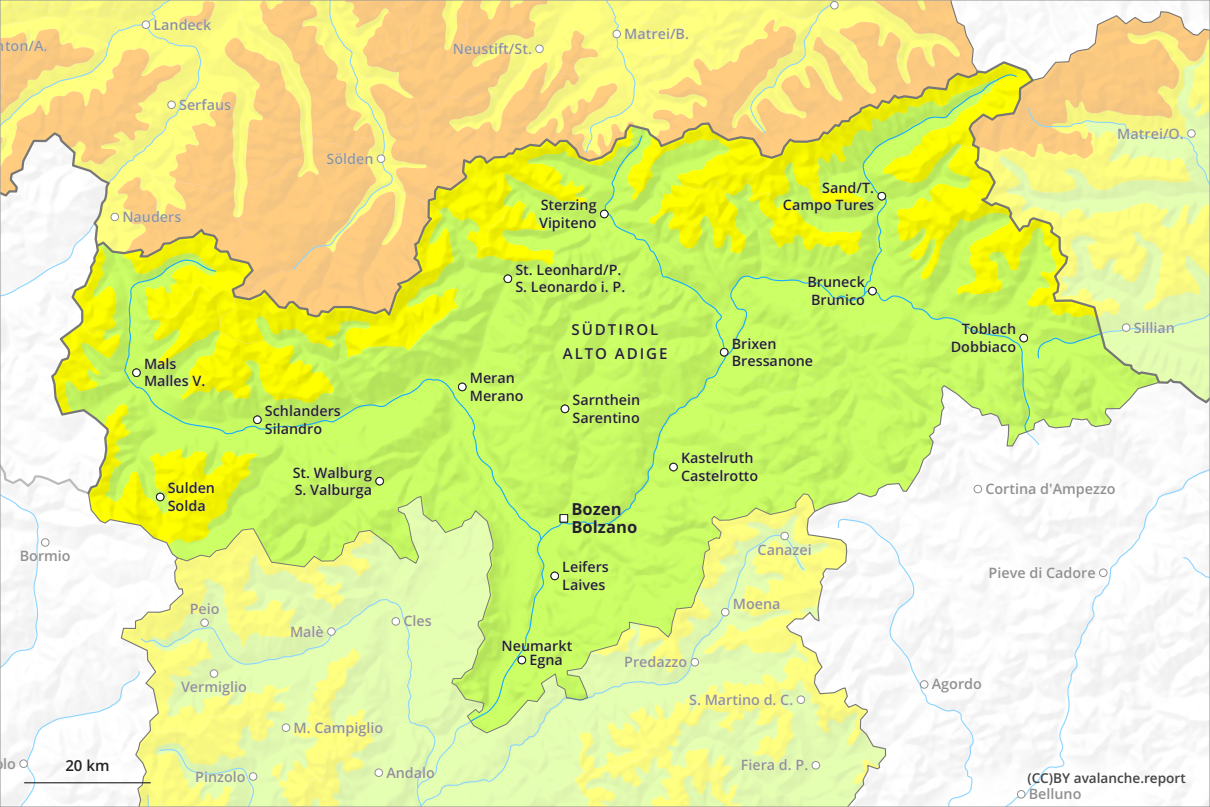 Landeck
nton/A.
Neustift/St.
Matrei/B.
Serfaus
Matrei/O.
Sölden
Nauders
Sand/T.
Campo Tures
Sterzing
Vipiteno
St. Leonhard/P.
S. Leonardo i. P.
Bruneck
Brunico
SÜDTIROL
ALTO ADIGE
Toblach
Dobbiaco
Sillian
Brixen
Bressanone
Mals
Malles V.
Meran
Merano
Sarnthein
Sarentino
Schlanders
Silandro
Kastelruth
Castelrotto
St. Walburg
S. Valburga
Sulden
Solda
Cortina d'Ampezzo
Bozen
Bolzano
Bormio
Canazei
Leifers
Laives
Pieve di Cadore
Peio
Moena
Malè
Cles
Neumarkt
Egna
Predazzo
Vermiglio
Agordo
S. Martino d. C.
M. Campiglio
olo
20 km
Pinzolo
Andalo
Fiera d. P.
(CC)BY avalanche.report
Belluno